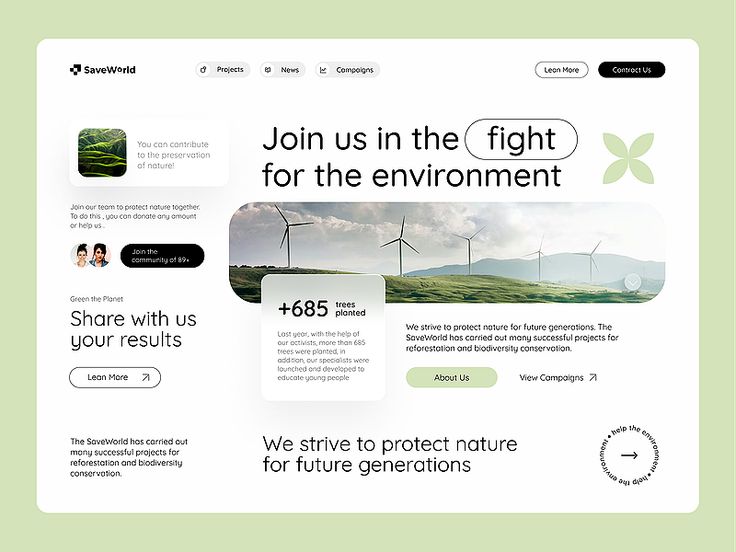 SaveWorld
Projects
News
Campaigns
Lean More
Contract Us
You can contribute
to the preservation
of nature!
Join us in the fight
for the environment
Join our team to protect nature together.
To do this , you can donate any amount
or help us .
Join the
community of 89+
Green the Planet
Share with us
your results
Lean More
+685 trees
planted
Last year, with the help of
our activists, more than 685
trees were planted, in
addition, our specialists were
launched and developed to
educate young people
We strive to protect nature for future generations. The
SaveWorld has carried out many successful projects for
reforestation and biodiversity conservation.
About Us
View Campaigns
The SaveWorld has carried out
many successful projects for
reforestation and biodiversity
conservation.
We strive to protect nature
for future generations
help the environment • help the environment •